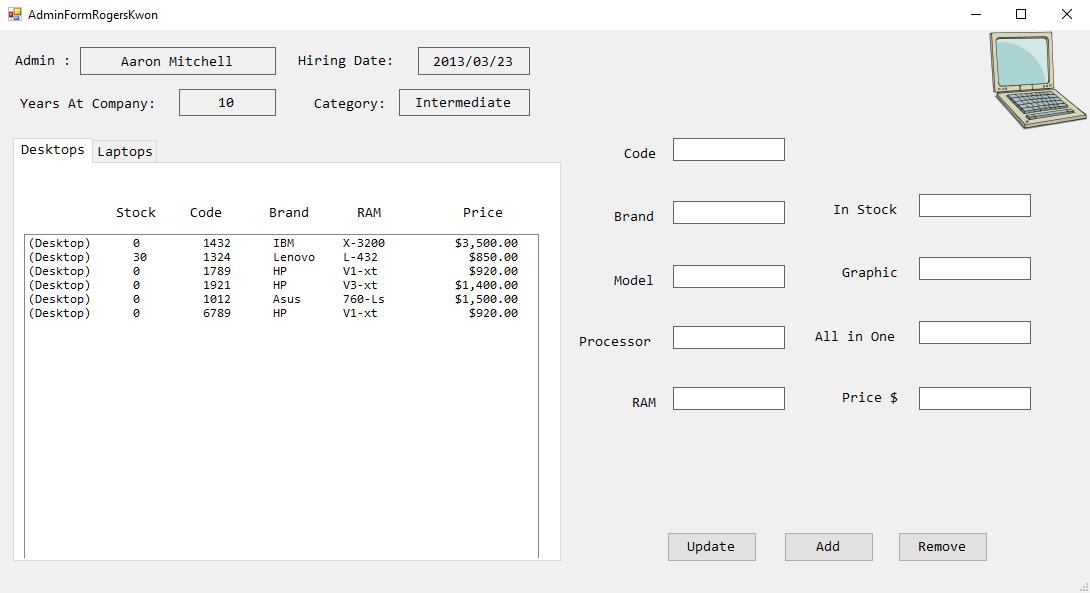 AdminFormRogersKwon
Admin : Aaron Mitchell Hiring Date: 2013/03/23
Years At Company: 10 Category: Intermediate
Desktops Laptops
Stock Code Brand RAM Price
(Desktop) 0 1432 IBM X-3200 $3,500.00
(Desktop) 30 1324 Lenovo L-432 $850.00
(Desktop) 0 1789 HP V1-xt $920.00
(Desktop) 0 1921 HP V3-xt $1,400.00
(Desktop) 0 1012 Asus 760-Ls $1,500.00
(Desktop) 0 6789 HP V1-xt $920.00
Code
Brand
Model
Processor
RAM
In Stock
Graphic
All in One
Price $
Update Add Remove